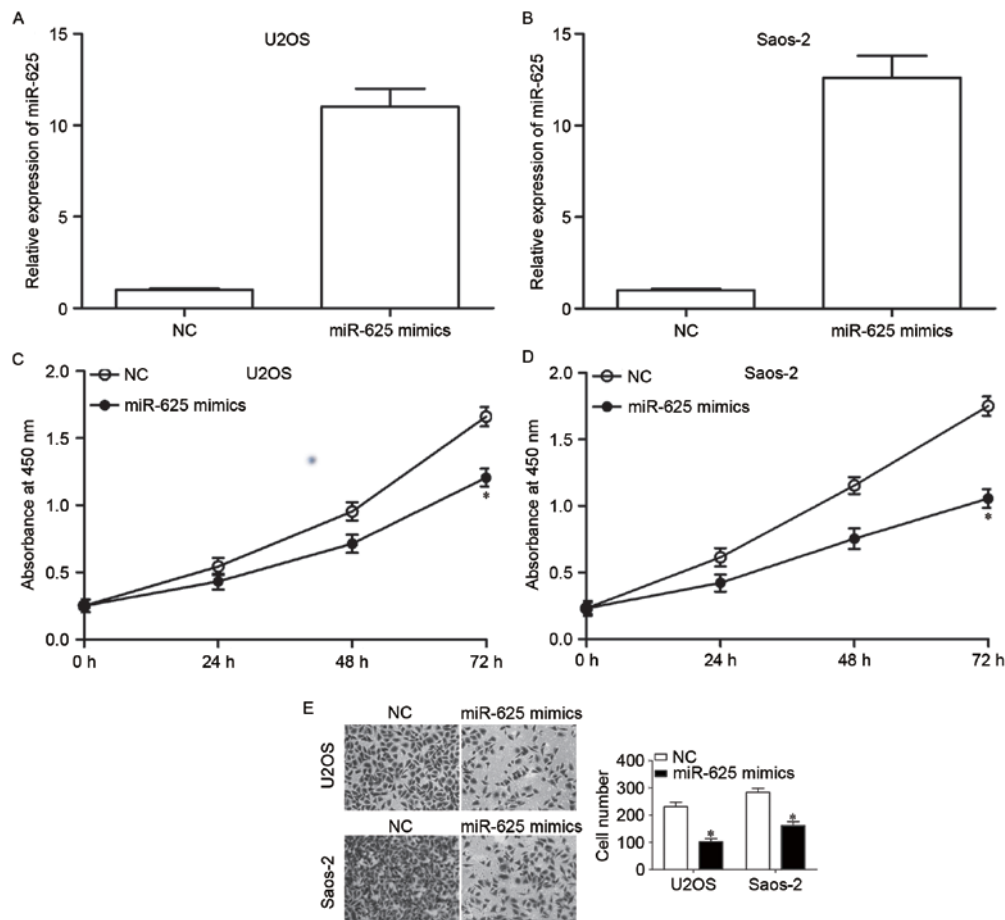 A
U2OS
Relative expression of miR-625
15
10
5
0
NC
miR-625 mimics
B
Saos-2
Relative expression of miR-625
15
10
5
0
NC
miR-625 mimics
C
U2OS
NC
miR-625 mimics
Absorbance at 450 nm
2.0
1.5
1.0
0.5
0.0
*
0 h
24 h
48 h
72 h
D
Saos-2
NC
miR-625 mimics
Absorbance at 450 nm
2.0
1.5
1.0
0.5
0.0
*
0 h
24 h
48 h
72 h
E
NC
miR-625 mimics
U2OS
NC
miR-625 mimics
Saos-2
NC
miR-625 mimics
Cell number
400
300
200
100
0
*
*
U2OS
Saos-2